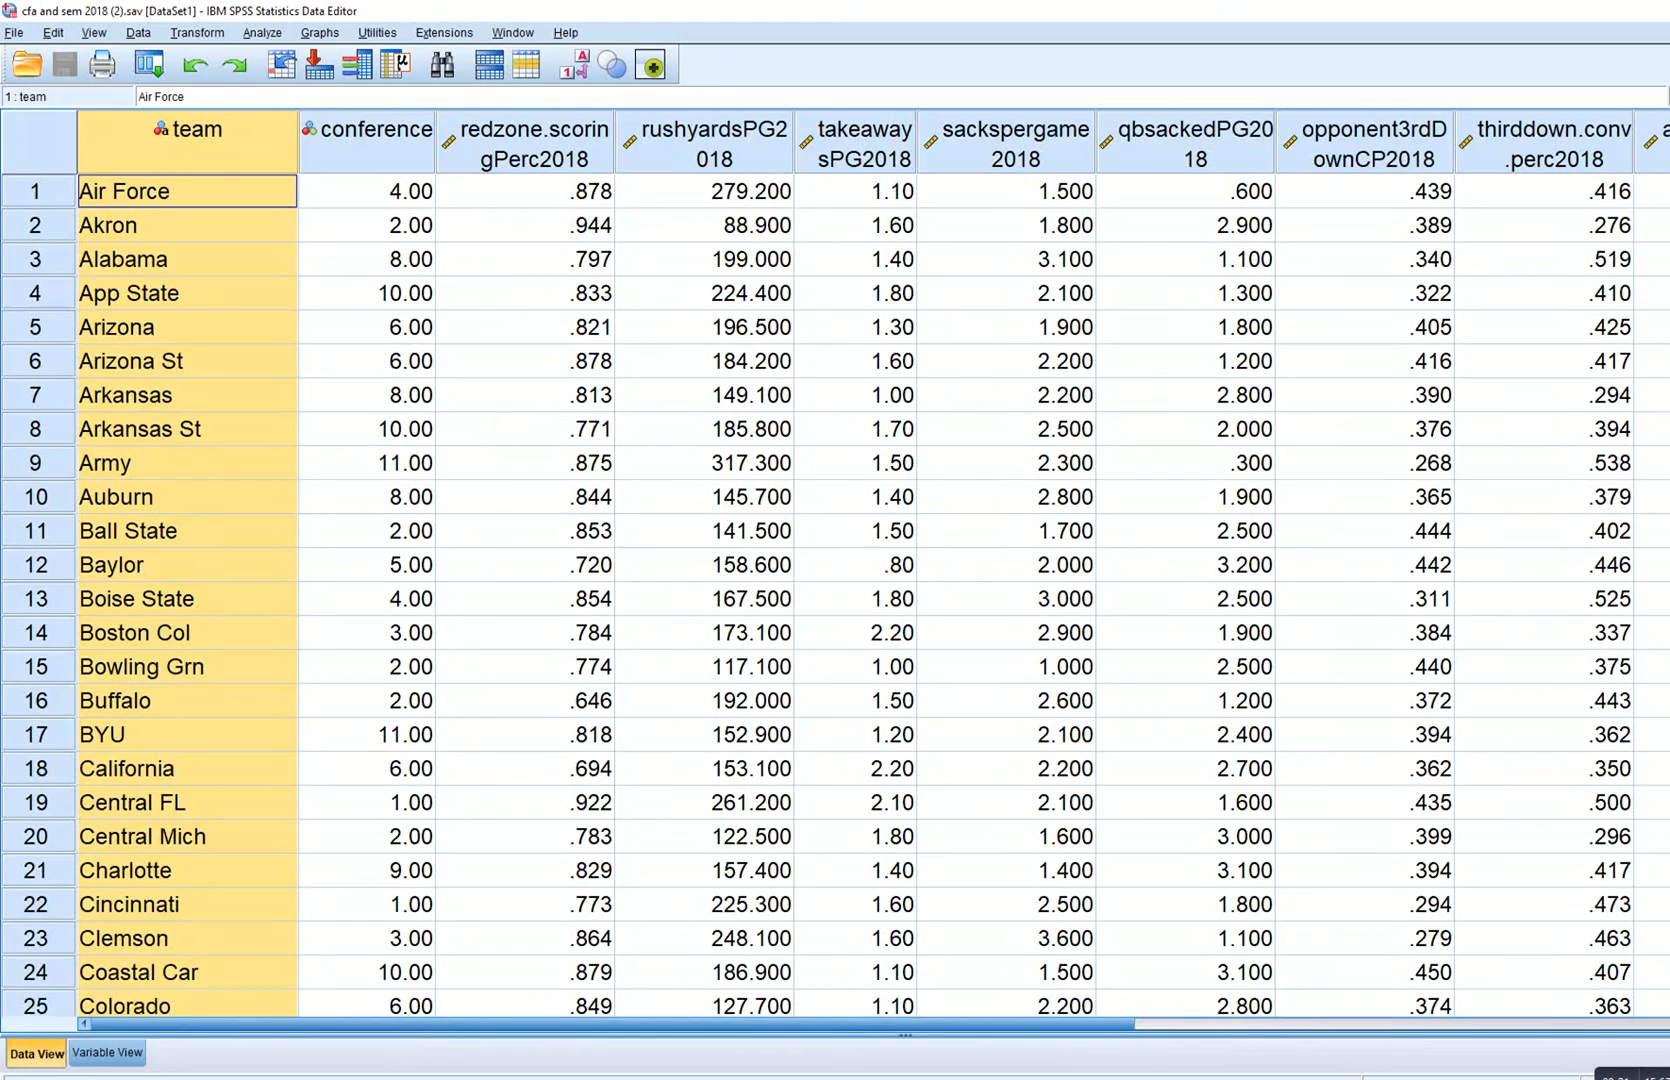 cfa and sem 2018 (2).sav [DataSet1] - IBM SPSS Statistics Data Editor
File Edit View Data Transform Analyze Graphs Utilities Extensions Window Help
1 : team Air Force
team conference redzone.scorin rushyardsPG2 takeaway sackspergame qbsackedPG20 opponent3rdD thirddown.conv
gPerc2018 018 sPG2018 2018 18 ownCP2018 .perc2018
1 Air Force 4.00 .878 279.200 1.10 1.500 .600 .439 .416
2 Akron 2.00 .944 88.900 1.60 1.800 2.900 .389 .276
3 Alabama 8.00 .797 199.000 1.40 3.100 1.100 .340 .519
4 App State 10.00 .833 224.400 1.80 2.100 1.300 .322 .410
5 Arizona 6.00 .821 196.500 1.30 1.900 1.800 .405 .425
6 Arizona St 6.00 .878 184.200 1.60 2.200 1.200 .416 .417
7 Arkansas 8.00 .813 149.100 1.00 2.200 2.800 .390 .294
8 Arkansas St 10.00 .771 185.800 1.70 2.500 2.000 .376 .394
9 Army 11.00 .875 317.300 1.50 2.300 .300 .268 .538
10 Auburn 8.00 .844 145.700 1.40 2.800 1.900 .365 .379
11 Ball State 2.00 .853 141.500 1.50 1.700 2.500 .444 .402
12 Baylor 5.00 .720 158.600 .80 2.000 3.200 .442 .446
13 Boise State 4.00 .854 167.500 1.80 3.000 2.500 .311 .525
14 Boston Col 3.00 .784 173.100 2.20 2.900 1.900 .384 .337
15 Bowling Grn 2.00 .774 117.100 1.00 1.000 2.500 .440 .375
16 Buffalo 2.00 .646 192.000 1.50 2.600 1.200 .372 .443
17 BYU 11.00 .818 152.900 1.20 2.100 2.400 .394 .362
18 California 6.00 .694 153.100 2.20 2.200 2.700 .362 .350
19 Central FL 1.00 .922 261.200 2.10 2.100 1.600 .435 .500
20 Central Mich 2.00 .783 122.500 1.80 1.600 3.000 .399 .296
21 Charlotte 9.00 .829 157.400 1.40 1.400 3.100 .394 .417
22 Cincinnati 1.00 .773 225.300 1.60 2.500 1.800 .294 .473
23 Clemson 3.00 .864 248.100 1.60 3.600 1.100 .279 .463
24 Coastal Car 10.00 .879 186.900 1.10 1.500 3.100 .450 .407
25 Colorado 6.00 .849 127.700 1.10 2.200 2.800 .374 .363
Data View Variable View